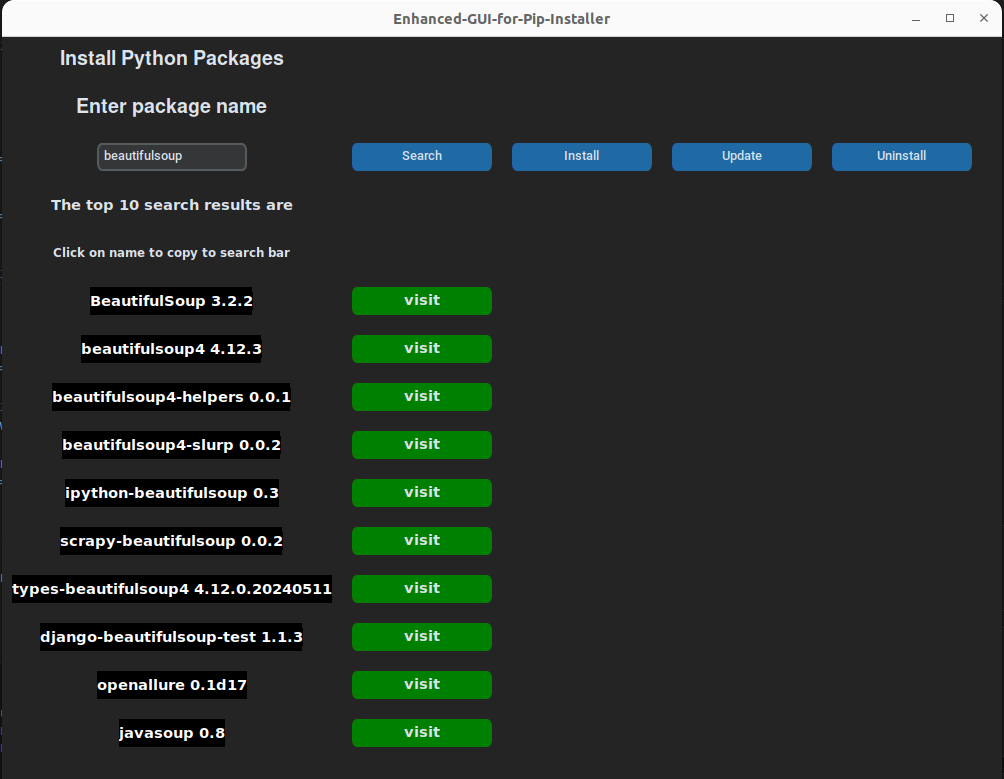 Enhanced-GUI-for-Pip-Installer
Install Python Packages
Enter package name
beautifulsoup Search Install Update Uninstall
The top 10 search results are
Click on name to copy to search bar
BeautifulSoup 3.2.2 visit
beautifulsoup4 4.12.3 visit
beautifulsoup4-helpers 0.0.1 visit
beautifulsoup4-slurp 0.0.2 visit
ipython-beautifulsoup 0.3 visit
scrapy-beautifulsoup 0.0.2 visit
types-beautifulsoup4 4.12.0.20240511 visit
django-beautifulsoup-test 1.1.3 visit
openallure 0.1d17 visit
javasoup 0.8 visit